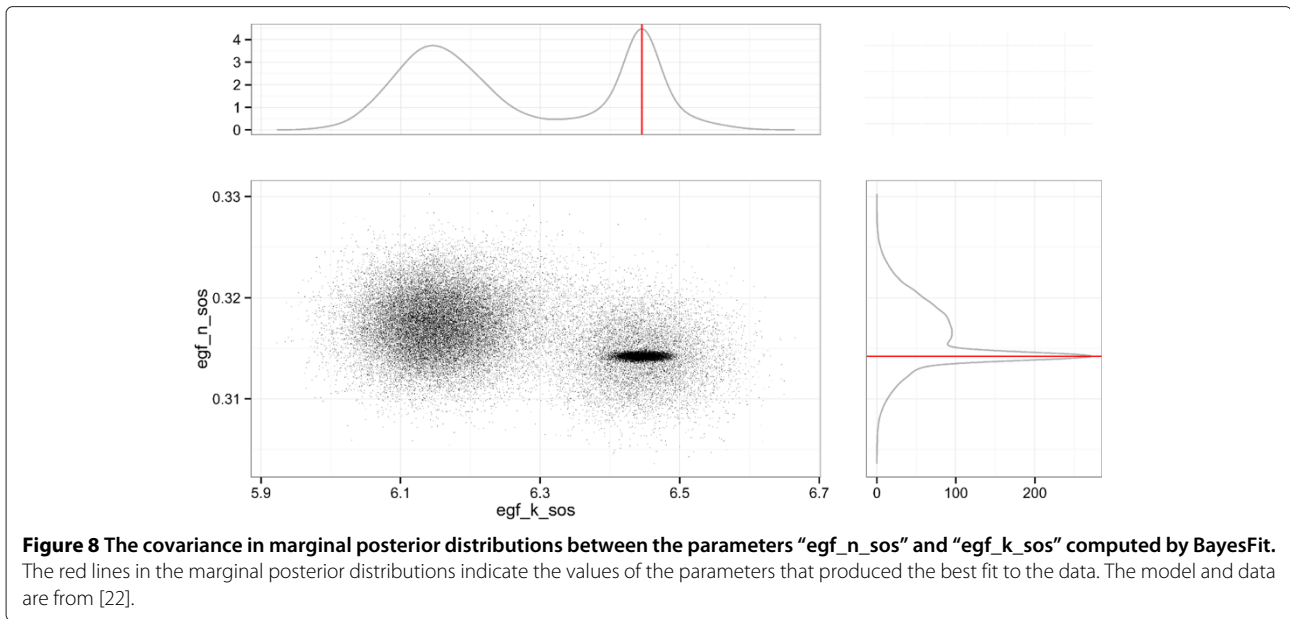 4
3
2
1
0
0.33
0.32
0.31
egf_n_sos
5.9 6.1 6.3 6.5 6.7
egf_k_sos
0 100 200
Figure 8 The covariance in marginal posterior distributions between the parameters “egf_n_sos” and “egf_k_sos” computed by BayesFit.
The red lines in the marginal posterior distributions indicate the values of the parameters that produced the best fit to the data. The model and data
are from [22].